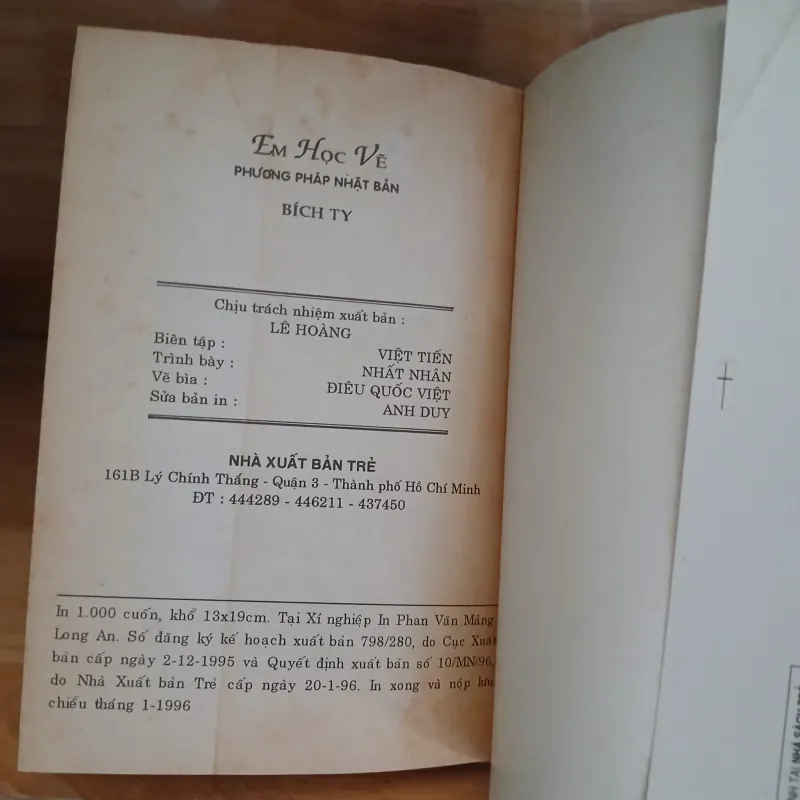 EM HỌC VẼ
PHƯƠNG PHÁP NHẬT BẢN
BÍCH TY
Chịu trách nhiệm xuất bản :
LÊ HOÀNG
Biên tập : VIỆT TIẾN
Trình bày : NHẤT NHÂN
Vẽ bìa : ĐIÊU QUỐC VIỆT
Sửa bản in : ANH DUY
NHÀ XUẤT BẢN TRẺ
161B Lý Chính Thắng - Quận 3 - Thành phố Hồ Chí Minh
ĐT : 444289 - 446211 - 437450
In 1.000 cuốn, khổ 13x19cm. Tại Xí nghiệp In Phan Văn Mảng
Long An. Số đăng ký kế hoạch xuất bản 798/280, do Cục Xuất
bản cấp ngày 2-12-1995 và Quyết định xuất bản số 10/MN/96,
do Nhà Xuất bản Trẻ cấp ngày 20-1-96. In xong và nộp lưu
chiểu tháng 1-1996
TẠI NHÀ SÁCH